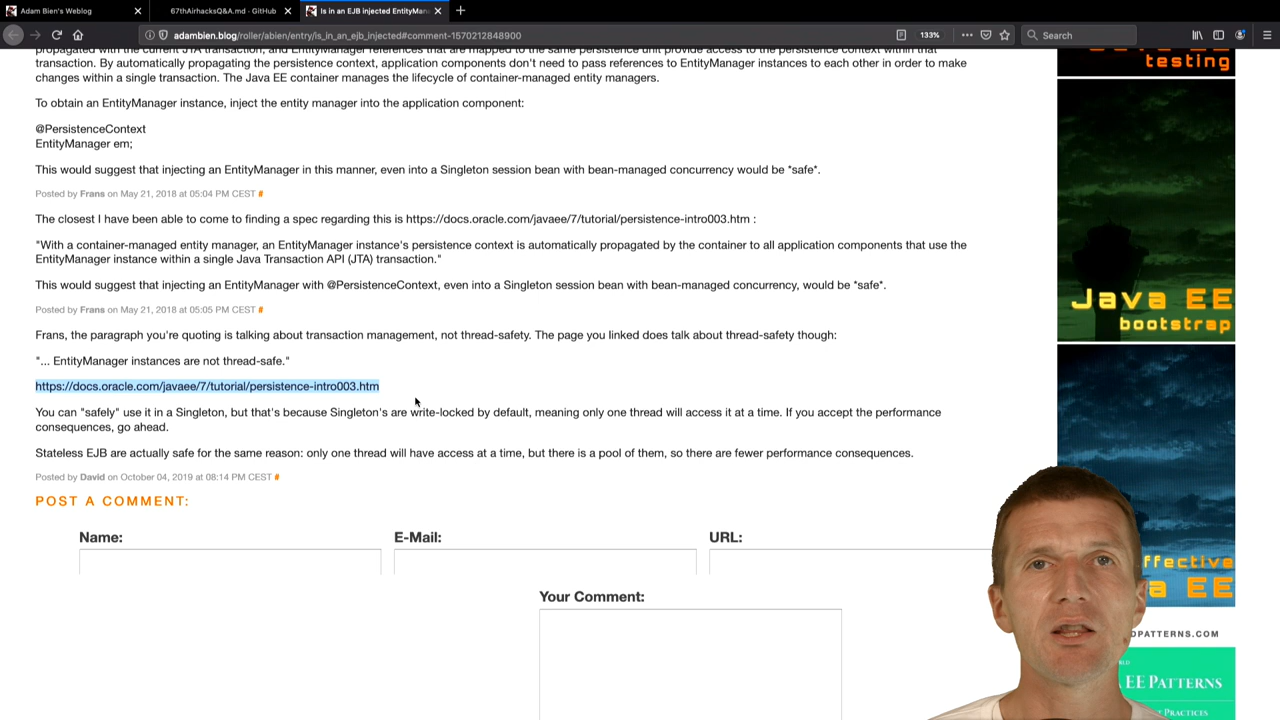 Adam Bien's Weblog
67thAirhacksQ&A.md - GitHub
Is in an EJB injected EntityMan
adambien.blog/roller/abien/entry/is_in_an_ejb_injected#comment-1570212848900
133%
Search
propagated with the current JTA transaction, and EntityManager references that are mapped to the same persistence unit provide access to the persistence context within that
transaction. By automatically propagating the persistence context, application components don't need to pass references to EntityManager instances to each other in order to make
changes within a single transaction. The Java EE container manages the lifecycle of container-managed entity managers.
To obtain an EntityManager instance, inject the entity manager into the application component:
@PersistenceContext
EntityManager em;
This would suggest that injecting an EntityManager in this manner, even into a Singleton session bean with bean-managed concurrency would be *safe*.
Posted by Frans on May 21, 2018 at 05:04 PM CEST #
The closest I have been able to come to finding a spec regarding this is https://docs.oracle.com/javaee/7/tutorial/persistence-intro003.htm :
"With a container-managed entity manager, an EntityManager instance's persistence context is automatically propagated by the container to all application components that use the
EntityManager instance within a single Java Transaction API (JTA) transaction."
This would suggest that injecting an EntityManager with @PersistenceContext, even into a Singleton session bean with bean-managed concurrency, would be *safe*.
Posted by Frans on May 21, 2018 at 05:05 PM CEST #
Frans, the paragraph you're quoting is talking about transaction management, not thread-safety. The page you linked does talk about thread-safety though:
"... EntityManager instances are not thread-safe."
https://docs.oracle.com/javaee/7/tutorial/persistence-intro003.htm
You can "safely" use it in a Singleton, but that's because Singleton's are write-locked by default, meaning only one thread will access it at a time. If you accept the performance
consequences, go ahead.
Stateless EJB are actually safe for the same reason: only one thread will have access at a time, but there is a pool of them, so there are fewer performance consequences.
Posted by David on October 04, 2019 at 08:14 PM CEST #
POST A COMMENT:
Name:
E-Mail:
URL:
Your Comment:
testing
Java EE
bootstrap
ffective
a EE
DPATTERNS.COM
EE PATTERNS
PRACTICES